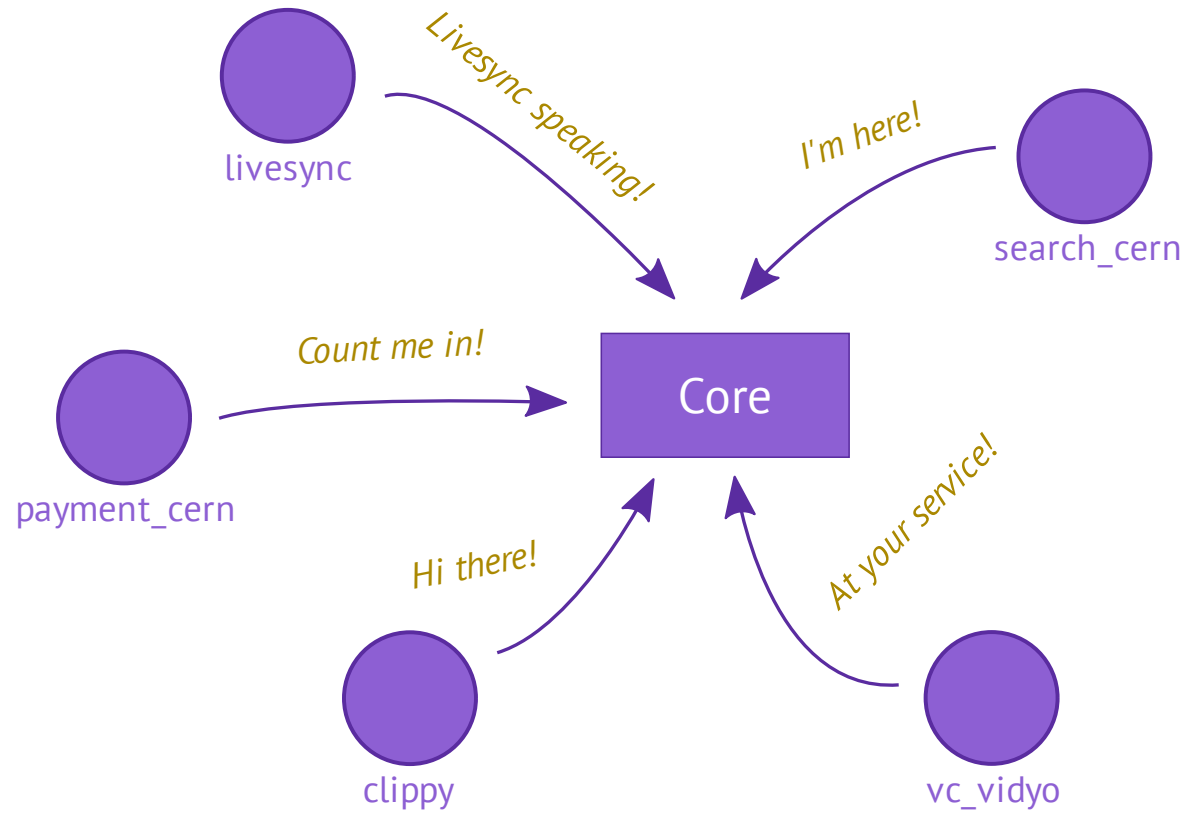 Livesync speaking!
livesync
I'm here!
search_cern
Count me in!
Core
payment_cern
At your service!
Hi there!
clippy
vc_vidyo